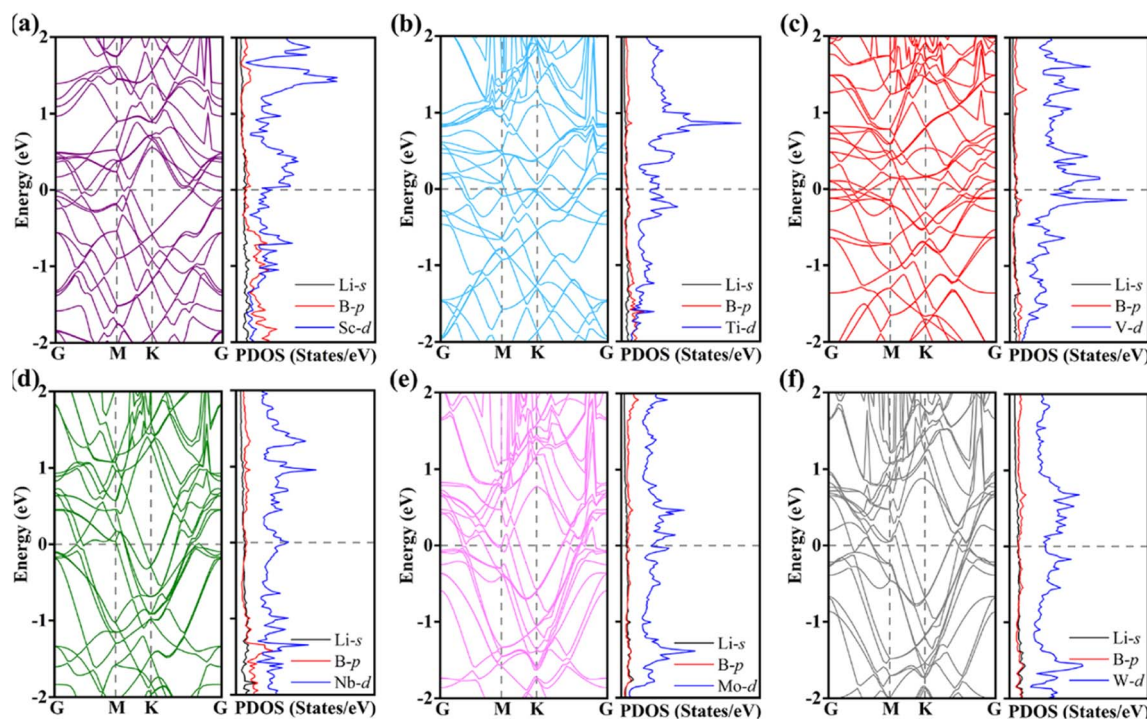 (a)
2
1
0
-1
-2
Energy (eV)
G M K G
Li-s
B-p
Sc-d
PDOS (States/eV)
(b)
2
1
0
-1
-2
Energy (eV)
G M K G
Li-s
B-p
Ti-d
PDOS (States/eV)
(c)
2
1
0
-1
-2
Energy (eV)
G M K G
Li-s
B-p
V-d
PDOS (States/eV)
(d)
2
1
0
-1
-2
Energy (eV)
G M K G
Li-s
B-p
Nb-d
PDOS (States/eV)
(e)
2
1
0
-1
-2
Energy (eV)
G M K G
Li-s
B-p
Mo-d
PDOS (States/eV)
(f)
2
1
0
-1
-2
Energy (eV)
G M K G
Li-s
B-p
W-d
PDOS (States/eV)